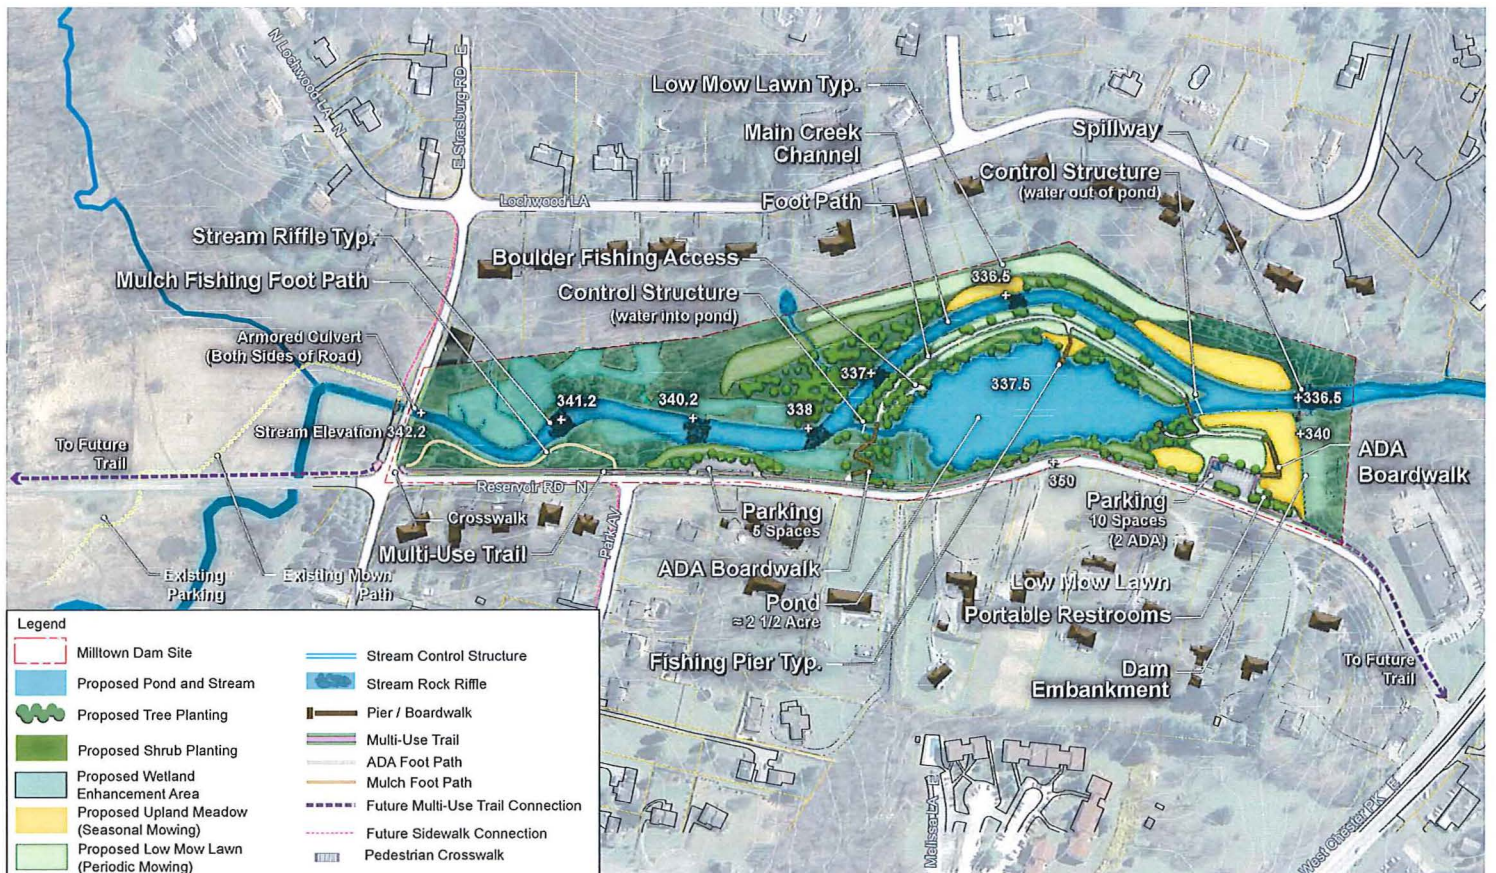 N Lochwood LA N
E Strasburg RD E
Low Mow Lawn Typ.
Main Creek
Channel
Spillway
Control Structure
(water out of pond)
Foot Path
Lochwood LA
Stream Riffle Typ.
Boulder Fishing Access
Mulch Fishing Foot Path
Control Structure
(water into pond)
336.5
Armored Culvert
(Both Sides of Road)
337+
337.5
341.2
340.2
338
+336.5
Stream Elevation 342.2
+340
To Future
Trail
ADA
Boardwalk
Reservoir RD N
350
Crosswalk
Parking
5 Spaces
Parking
10 Spaces
(2 ADA)
Park AV
Multi-Use Trail
ADA Boardwalk
Existing
Parking
Existing Mown
Path
Low Mow Lawn
Pond
≈ 2 1/2 Acre
Portable Restrooms
Fishing Pier Typ.
Dam
Embankment
To Future
Trail
Melissa LA E
West Chester PK E
Legend
Milltown Dam Site
Proposed Pond and Stream
Proposed Tree Planting
Proposed Shrub Planting
Proposed Wetland
Enhancement Area
Proposed Upland Meadow
(Seasonal Mowing)
Proposed Low Mow Lawn
(Periodic Mowing)
Stream Control Structure
Stream Rock Riffle
Pier / Boardwalk
Multi-Use Trail
ADA Foot Path
Mulch Foot Path
Future Multi-Use Trail Connection
Future Sidewalk Connection
Pedestrian Crosswalk